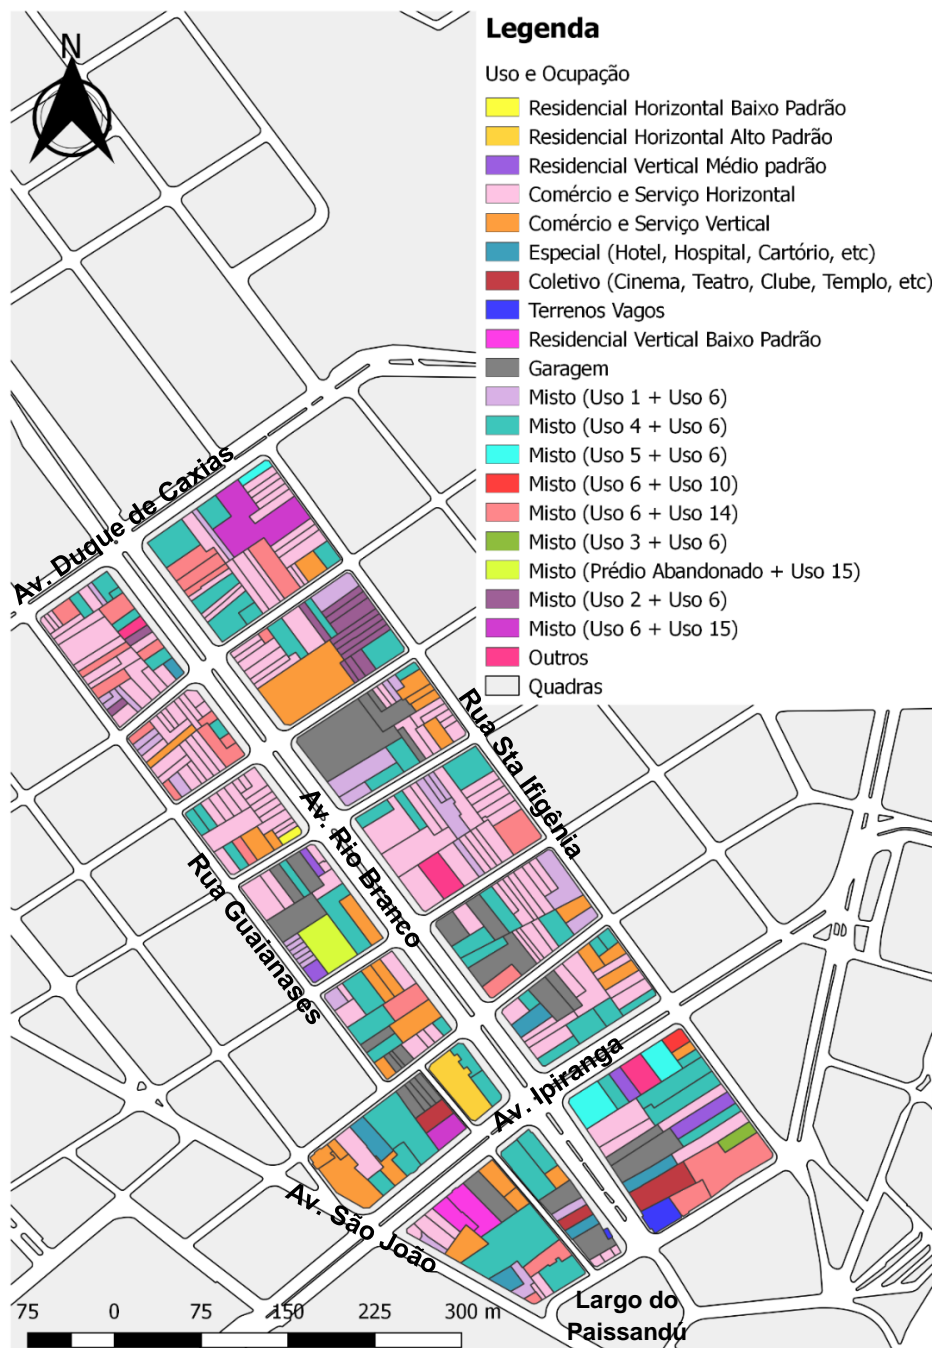 N
Legenda
Uso e Ocupação
Residencial Horizontal Baixo Padrão
Residencial Horizontal Alto Padrão
Residencial Vertical Médio padrão
Comércio e Serviço Horizontal
Comércio e Serviço Vertical
Especial (Hotel, Hospital, Cartório, etc)
Coletivo (Cinema, Teatro, Clube, Templo, etc)
Terrenos Vagos
Residencial Vertical Baixo Padrão
Garagem
Misto (Uso 1 + Uso 6)
Misto (Uso 4 + Uso 6)
Misto (Uso 5 + Uso 6)
Misto (Uso 6 + Uso 10)
Misto (Uso 6 + Uso 14)
Misto (Uso 3 + Uso 6)
Misto (Prédio Abandonado + Uso 15)
Misto (Uso 2 + Uso 6)
Misto (Uso 6 + Uso 15)
Outros
Quadras
Av. Duque de Caxias
Rua Sta Ifigênia
Av. Rio Branco
Rua Guaianases
Av. Ipiranga
Av. São João
Largo do
Paissandú
75 0 75 150 225 300 m